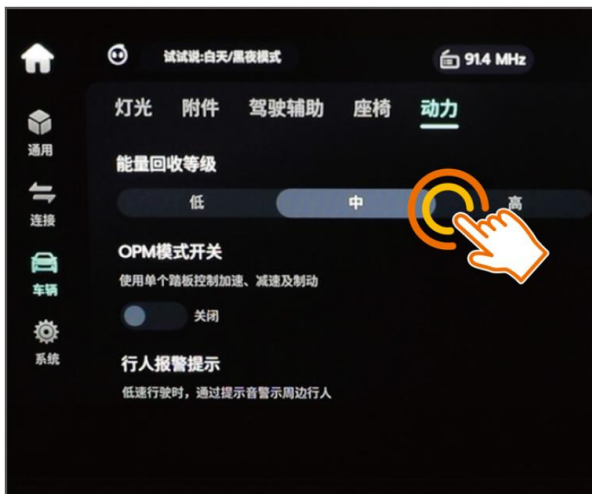 试试说:白天/黑夜模式
91.4 MHz
灯光 附件 驾驶辅助 座椅 动力
通用
能量回收等级
低 中 高
连接
OPM模式开关
使用单个踏板控制加速、减速及制动
车辆
关闭
系统
行人报警提示
低速行驶时，通过提示音警示周边行人